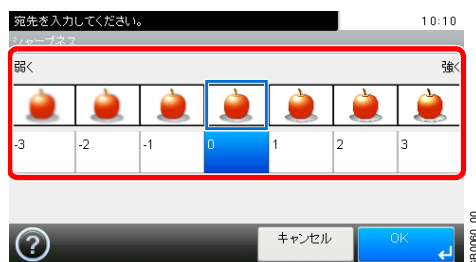 宛先を入力してください。 10:10
シャープネス
弱く 強く
-3 -2 -1 0 1 2 3
? キャンセル OK